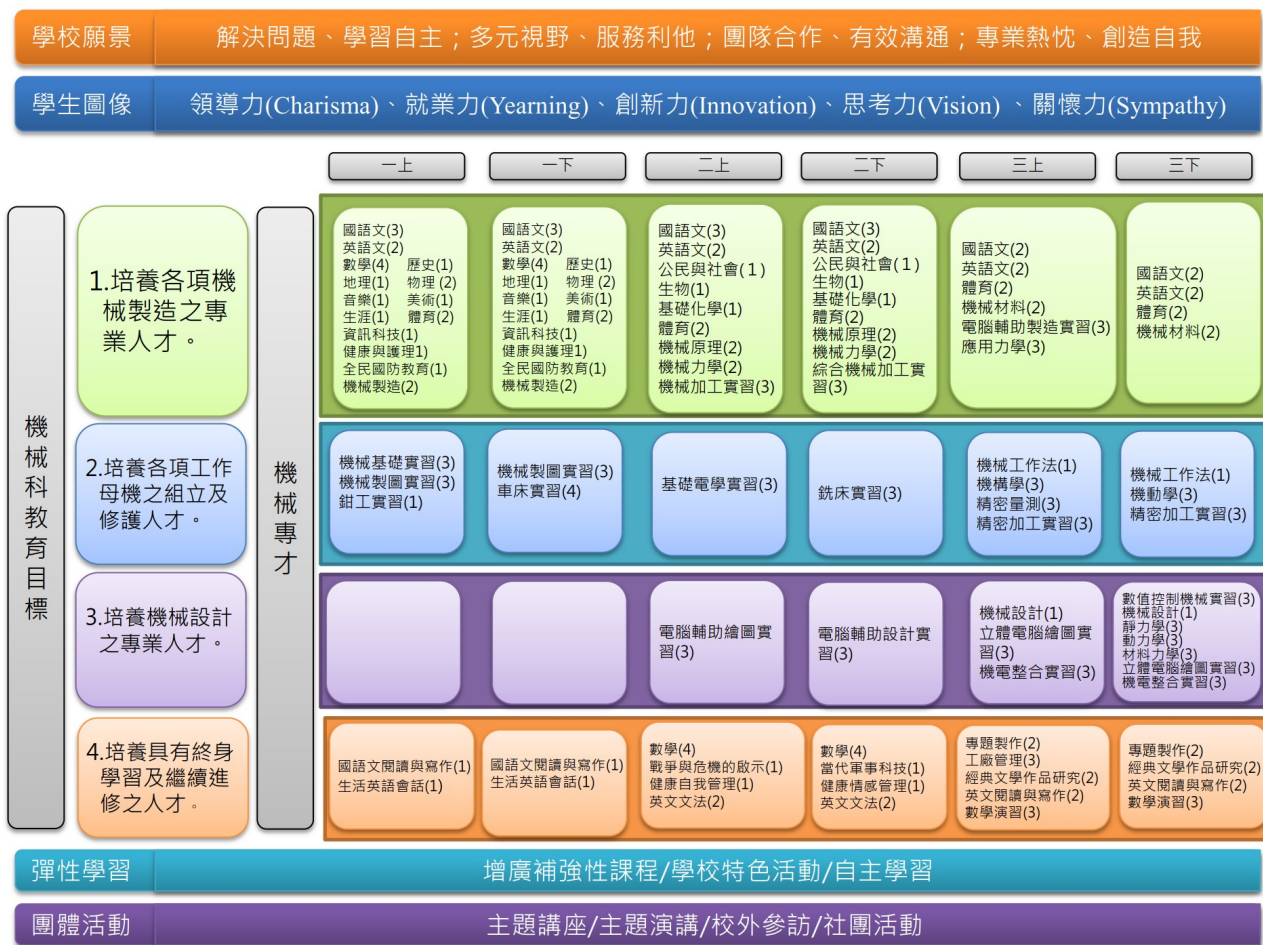 學校願景 解決問題、學習自主；多元視野、服務利他；團隊合作、有效溝通；專業熱忱、創造自我
學生圖像 領導力(Charisma)、就業力(Yearning)、創新力(Innovation)、思考力(Vision) 、關懷力(Sympathy)
一上 一下 二上 二下 三上 三下
機械科教育目標
機械專才
1.培養各項機
械製造之專
業人才。
國語文(3)
英語文(2)
數學(4) 歷史(1)
地理(1) 物理(2)
音樂(1) 美術(1)
生涯(1) 體育(2)
資訊科技(1)
健康與護理1)
全民國防教育(1)
機械製造(2)
國語文(3)
英語文(2)
數學(4) 歷史(1)
地理(1) 物理 (2)
音樂(1) 美術(1)
生涯(1) 體育(2)
資訊科技(1)
健康與護理1)
全民國防教育(1)
機械製造(2)
國語文(3)
英語文(2)
公民與社會(１)
生物(1)
基礎化學(1)
體育(2)
機械原理(2)
機械力學(2)
機械加工實習(3)
國語文(3)
英語文(2)
公民與社會(１)
生物(1)
基礎化學(1)
體育(2)
機械原理(2)
機械力學(2)
綜合機械加工實
習(3)
國語文(2)
英語文(2)
體育(2)
機械材料(2)
電腦輔助製造實習(3)
應用力學(3)
國語文(2)
英語文(2)
體育(2)
機械材料(2)
2.培養各項工作
母機之組立及
修護人才。
機械基礎實習(3)
機械製圖實習(3)
鉗工實習(1)
機械製圖實習(3)
車床實習(4)
基礎電學實習(3)
銑床實習(3)
機械工作法(1)
機構學(3)
精密量測(3)
精密加工實習(3)
機械工作法(1)
機動學(3)
精密加工實習(3)
3.培養機械設計
之專業人才。
電腦輔助繪圖實
習(3)
電腦輔助設計實
習(3)
機械設計(1)
立體電腦繪圖實
習(3)
機電整合實習(3)
數值控制機械實習(3)
機械設計(1)
靜力學(3)
動力學(3)
材料力學(3)
立體電腦繪圖實習(3)
機電整合實習(3)
4.培養具有終身
學習及繼續進
修之人才。
國語文閱讀與寫作(1)
生活英語會話(1)
國語文閱讀與寫作(1)
生活英語會話(1)
數學(4)
戰爭與危機的啟示(1)
健康自我管理(1)
英文文法(2)
數學(4)
當代軍事科技(1)
健康情感管理(1)
英文文法(2)
專題製作(2)
工廠管理(3)
經典文學作品研究(2)
英文閱讀與寫作(2)
數學演習(3)
專題製作(2)
經典文學作品研究(2)
英文閱讀與寫作(2)
數學演習(3)
彈性學習 增廣補強性課程/學校特色活動/自主學習
團體活動 主題講座/主題演講/校外參訪/社團活動